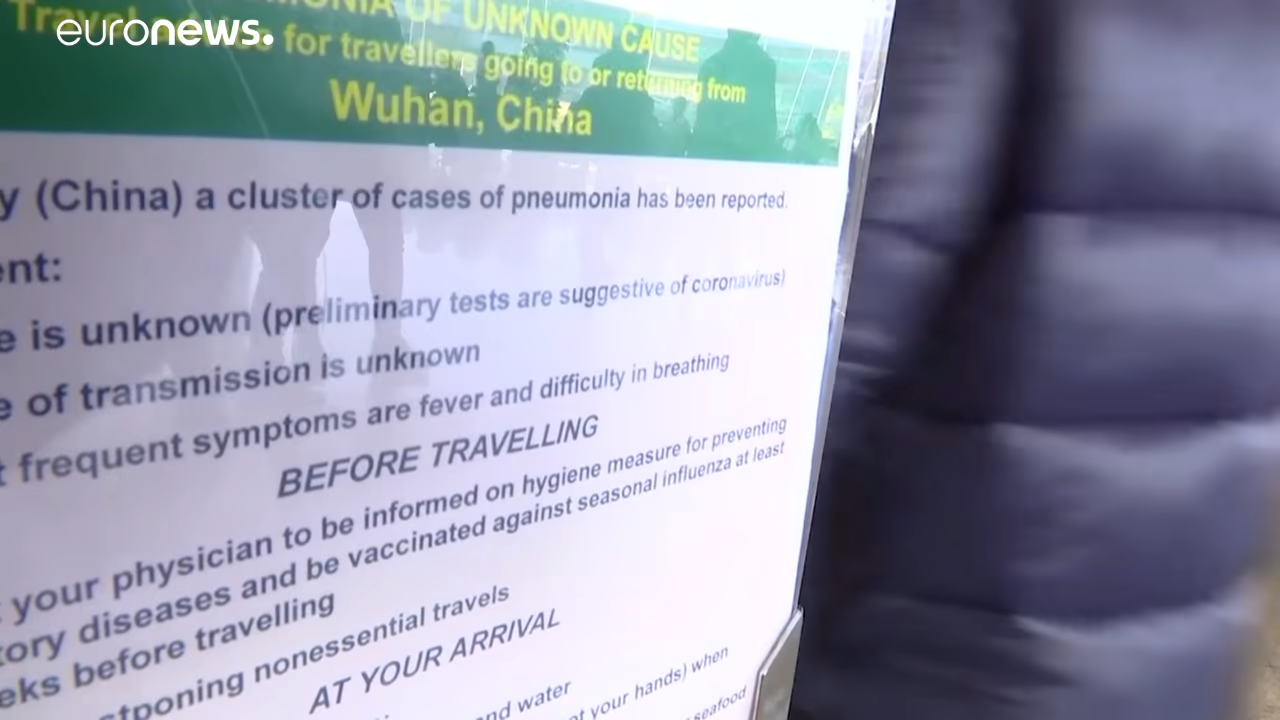 euronews.
OF UNKNOWN CAUSE
for travellers going to or returning from
Wuhan, China
y (China) a cluster of cases of pneumonia has been reported.
ent:
e is unknown (preliminary tests are suggestive of coronavirus)
e of transmission is unknown
t frequent symptoms are fever and difficulty in breathing
BEFORE TRAVELLING
your physician to be informed on hygiene measure for preventing
tory diseases and be vaccinated against seasonal influenza at least
eks before travelling
stponing nonessential travels
AT YOUR ARRIVAL
nd water
ot your hands) when
seafood